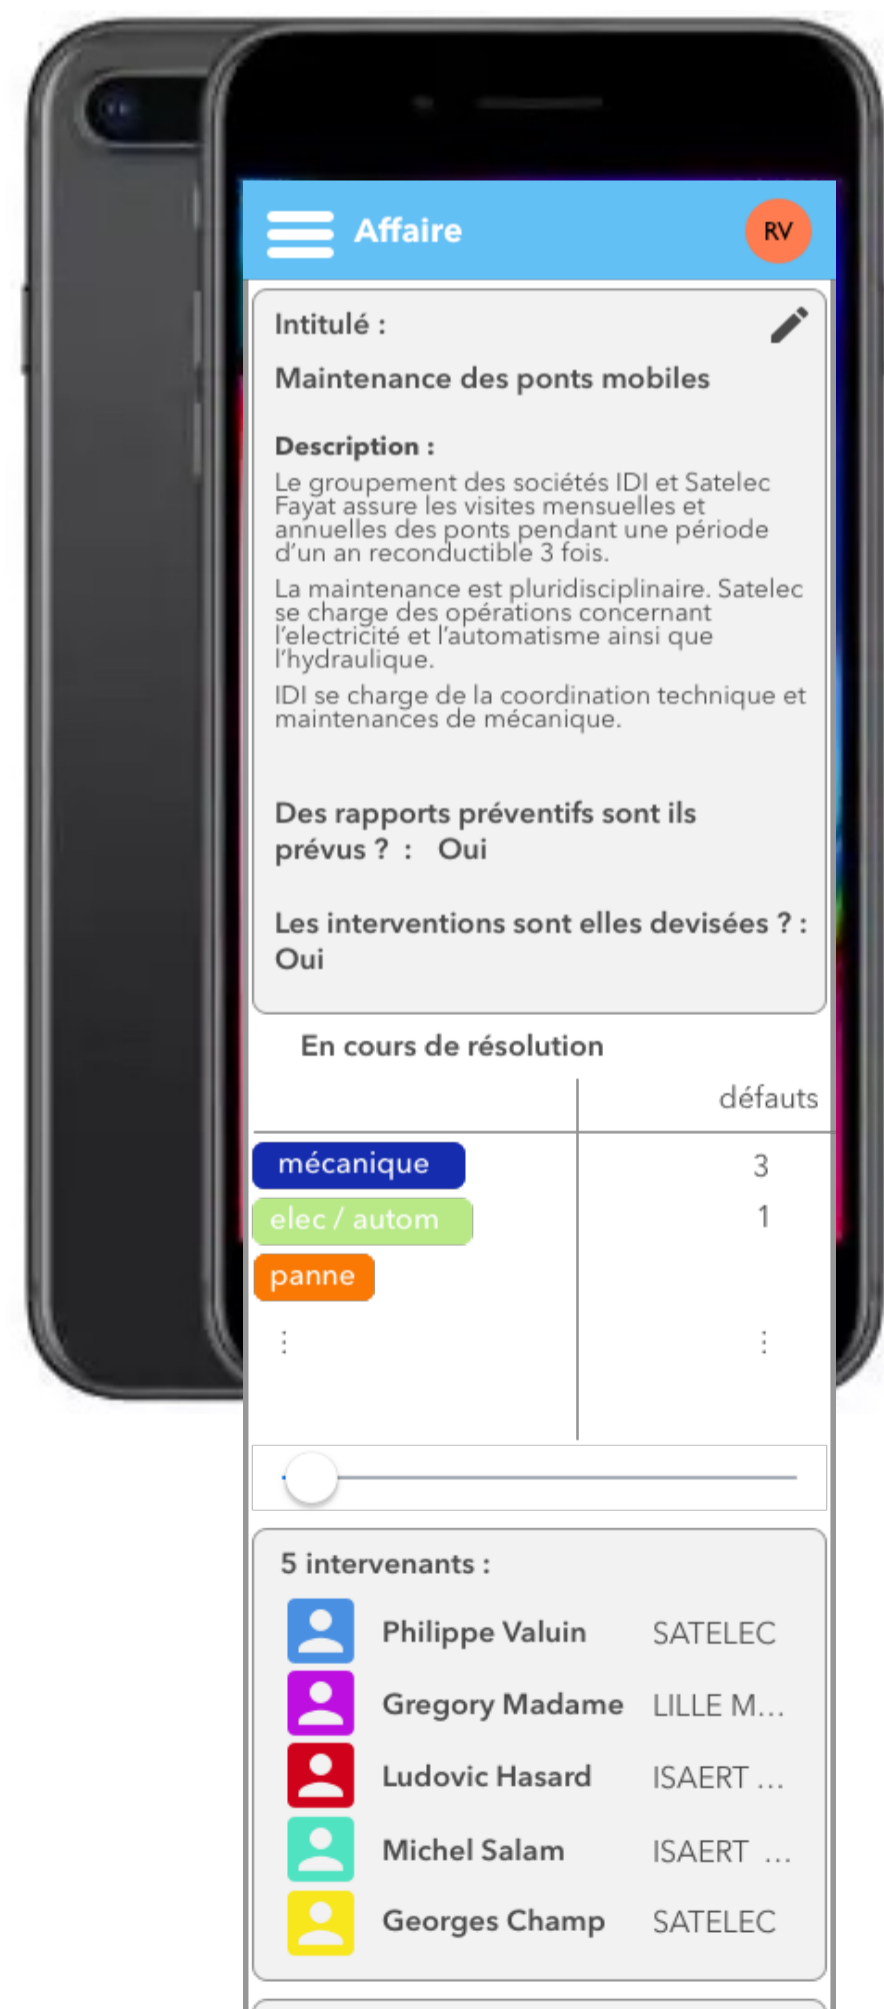 Affaire
RV
Intitulé :
Maintenance des ponts mobiles
Description :
Le groupement des sociétés IDI et Satelec
Fayat assure les visites mensuelles et
annuelles des ponts pendant une période
d'un an reconductible 3 fois.
La maintenance est pluridisciplinaire. Satelec
se charge des opérations concernant
l'electricité et l'automatisme ainsi que
l'hydraulique.
IDI se charge de la coordination technique et
maintenances de mécanique.
Des rapports préventifs sont ils
prévus ? : Oui
Les interventions sont elles devisées ? :
Oui
En cours de résolution
défauts
mécanique 3
elec / autom 1
panne
⋮ ⋮
5 intervenants :
Philippe Valuin SATELEC
Gregory Madame LILLE M...
Ludovic Hasard ISAERT ...
Michel Salam ISAERT ...
Georges Champ SATELEC